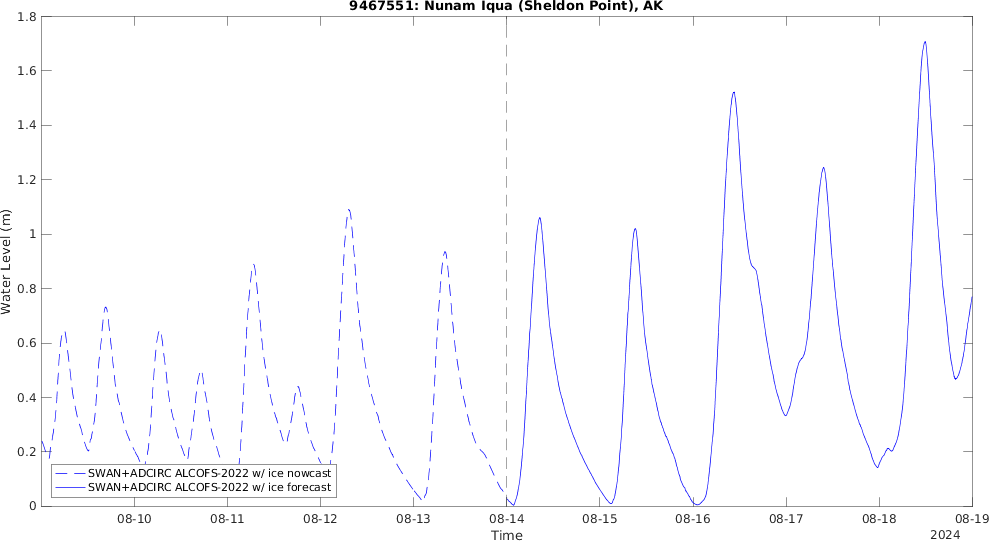 9467551: Nunam Iqua (Sheldon Point), AK
Water Level (m)
1.8
1.6
1.4
1.2
1
0.8
0.6
0.4
0.2
0
SWAN+ADCIRC ALCOFS-2022 w/ ice nowcast
SWAN+ADCIRC ALCOFS-2022 w/ ice forecast
08-10 08-11 08-12 08-13 08-14 08-15 08-16 08-17 08-18 08-19
Time
2024